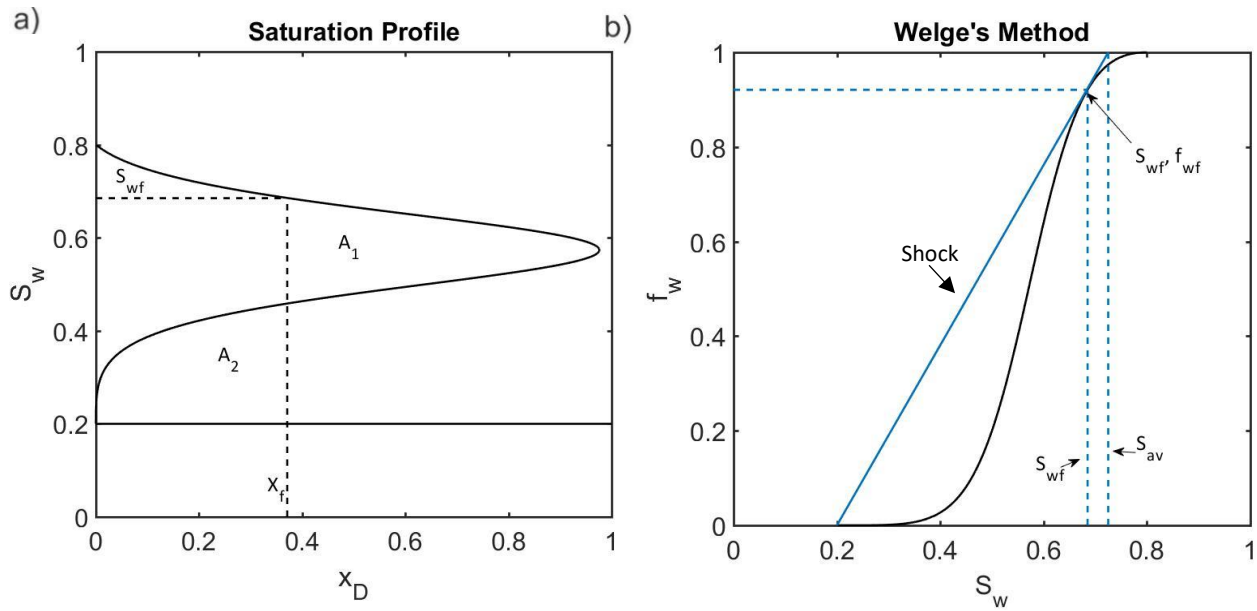 a)
Saturation Profile
1
0.8
0.6
0.4
0.2
0
S_w
S_wf
A_1
A_2
X_f
0
0.2
0.4
0.6
0.8
1
x_D
b)
Welge's Method
1
0.8
0.6
0.4
0.2
0
f_w
Shock
S_wf, f_wf
S_wf
S_av
0
0.2
0.4
0.6
0.8
1
S_w